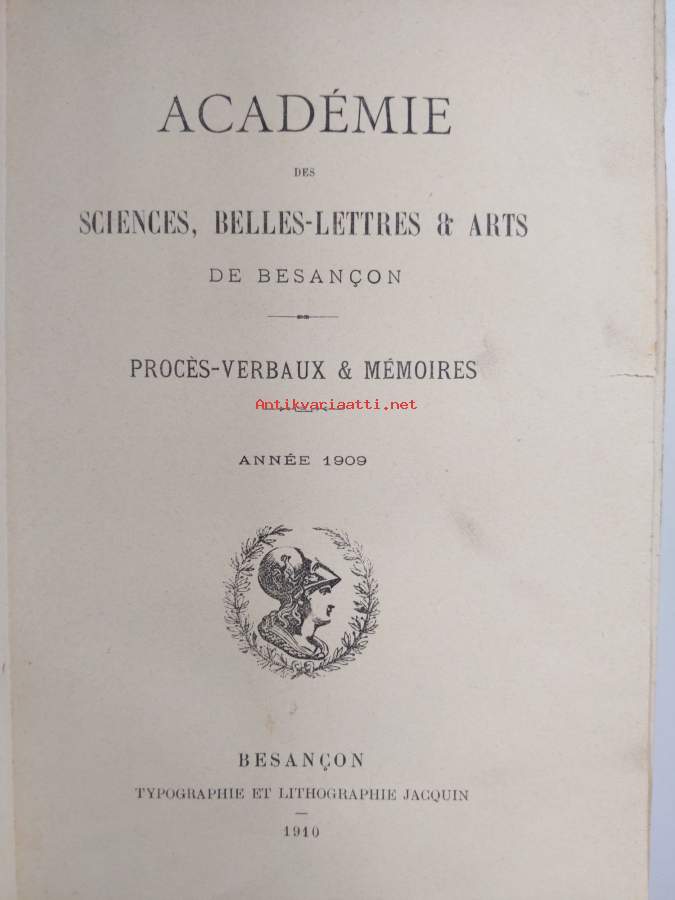 ACADÉMIE
DES
SCIENCES, BELLES-LETTRES & ARTS
DE BESANÇON
PROCÈS-VERBAUX & MÉMOIRES
Antikvariaatti.net
ANNÉE 1909
BESANÇON
TYPOGRAPHIE ET LITHOGRAPHIE JACQUIN
1910